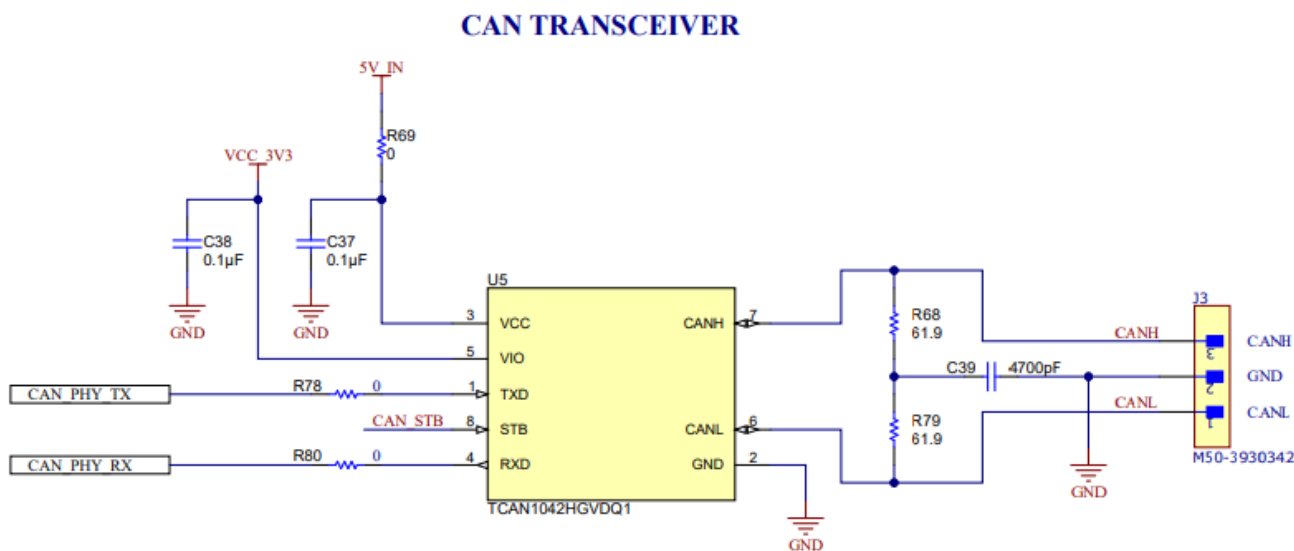 CAN TRANSCEIVER
5V_IN
R69
0
VCC_3V3
C38
0.1µF
C37
0.1µF
GND
GND
U5
3
VCC
CANH
7
5
VIO
CAN_PHY_TX
R78
0
1
TXD
CAN_STB
8
STB
CANL
6
CAN_PHY_RX
R80
0
4
RXD
GND
2
TCAN1042HGVDQ1
GND
R68
61.9
C39
4700pF
R79
61.9
J3
CANH
3
CANH
2
GND
CANL
1
CANL
M50-3930342
GND